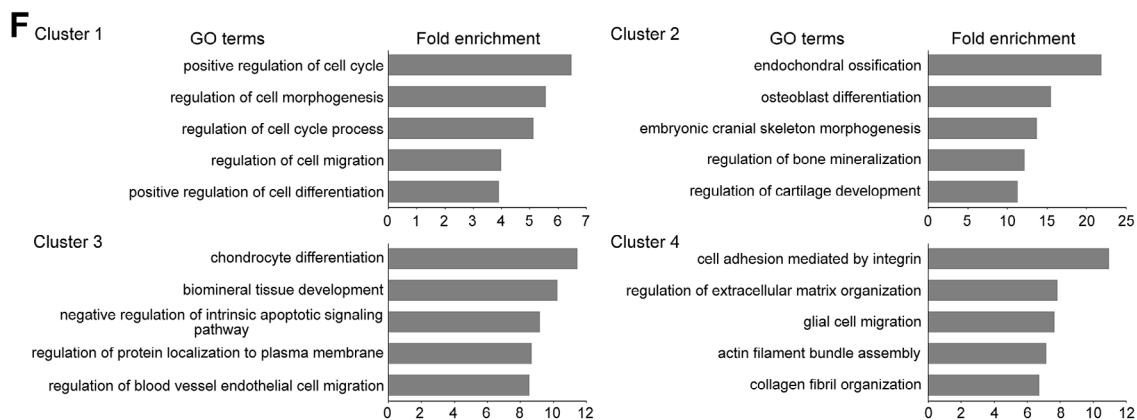 F
Cluster 1
GO terms
Fold enrichment
positive regulation of cell cycle
regulation of cell morphogenesis
regulation of cell cycle process
regulation of cell migration
positive regulation of cell differentiation
0 1 2 3 4 5 6 7
Cluster 2
GO terms
Fold enrichment
endochondral ossification
osteoblast differentiation
embryonic cranial skeleton morphogenesis
regulation of bone mineralization
regulation of cartilage development
0 5 10 15 20 25
Cluster 3
chondrocyte differentiation
biomineral tissue development
negative regulation of intrinsic apoptotic signaling
pathway
regulation of protein localization to plasma membrane
regulation of blood vessel endothelial cell migration
0 2 4 6 8 10 12
Cluster 4
cell adhesion mediated by integrin
regulation of extracellular matrix organization
glial cell migration
actin filament bundle assembly
collagen fibril organization
0 2 4 6 8 10 12